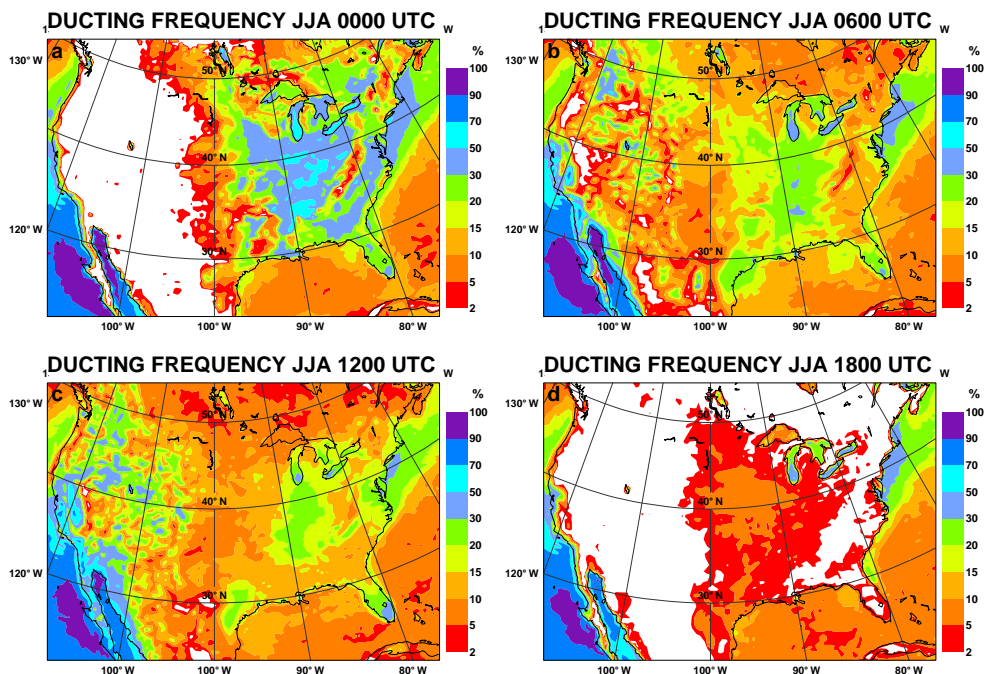 DUCTING FREQUENCY JJA 0000 UTC
1. W
a
%
130° W
120° W
50° N
40° N
30° N
100
90
70
50
30
20
15
10
5
2
100° W 100° W 90° W 80° W
DUCTING FREQUENCY JJA 0600 UTC
1. W
b
%
130° W
120° W
50° N
40° N
30° N
100
90
70
50
30
20
15
10
5
2
100° W 100° W 90° W 80° W
DUCTING FREQUENCY JJA 1200 UTC
1. W
c
%
130° W
120° W
50° N
40° N
30° N
100
90
70
50
30
20
15
10
5
2
100° W 100° W 90° W 80° W
DUCTING FREQUENCY JJA 1800 UTC
1. W
d
%
130° W
120° W
50° N
40° N
30° N
100
90
70
50
30
20
15
10
5
2
100° W 100° W 90° W 80° W